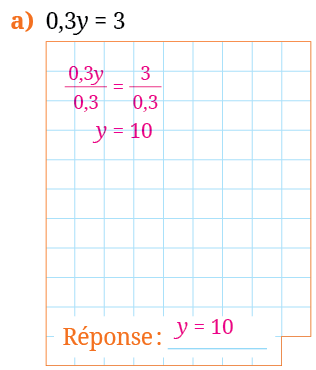 a) 0,3y = 3
0,3y/0,3 = 3/0,3
y = 10
Réponse : y = 10